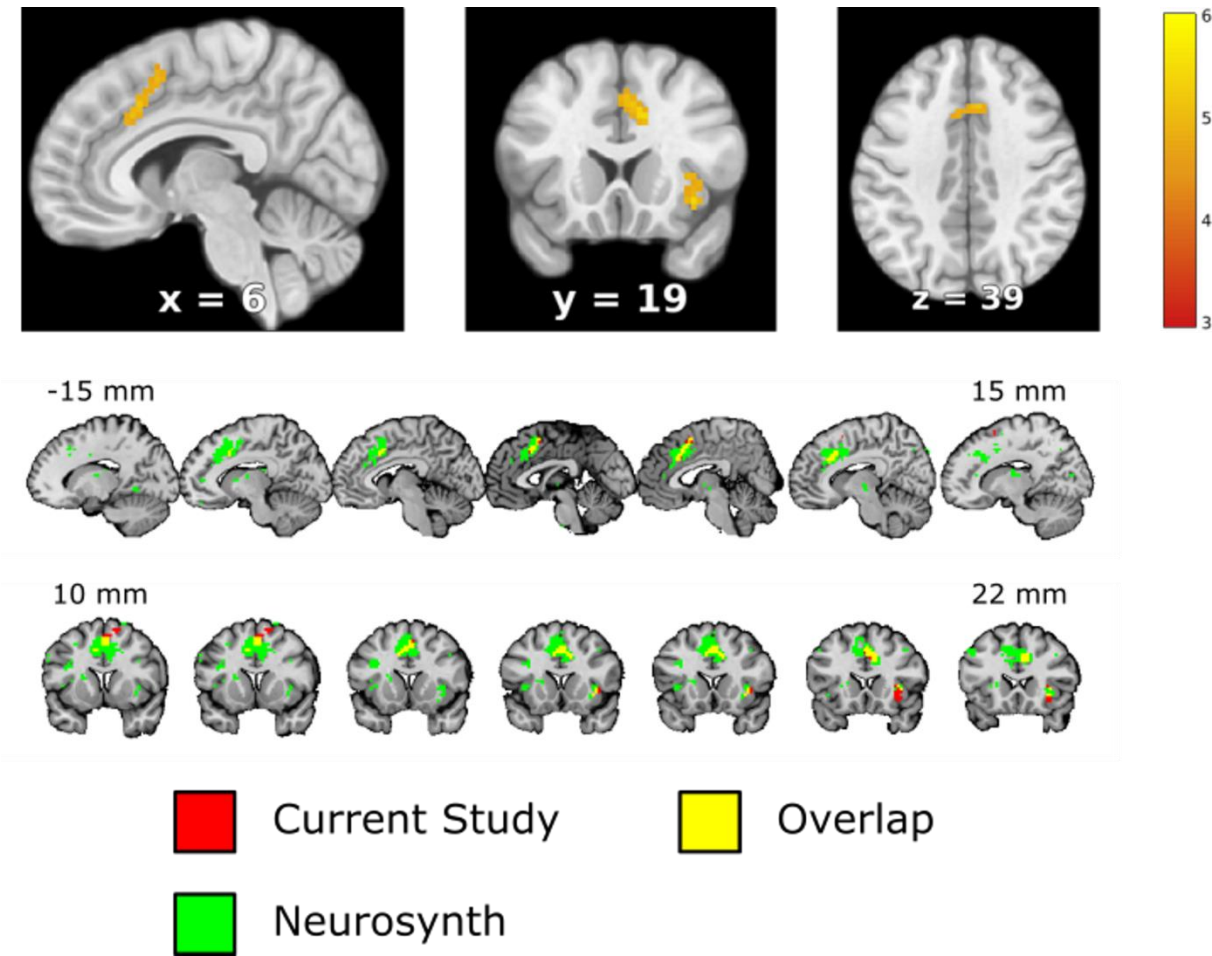 x = 6
y = 19
z = 39
6
5
4
3
-15 mm
15 mm
10 mm
22 mm
Current Study
Overlap
Neurosynth